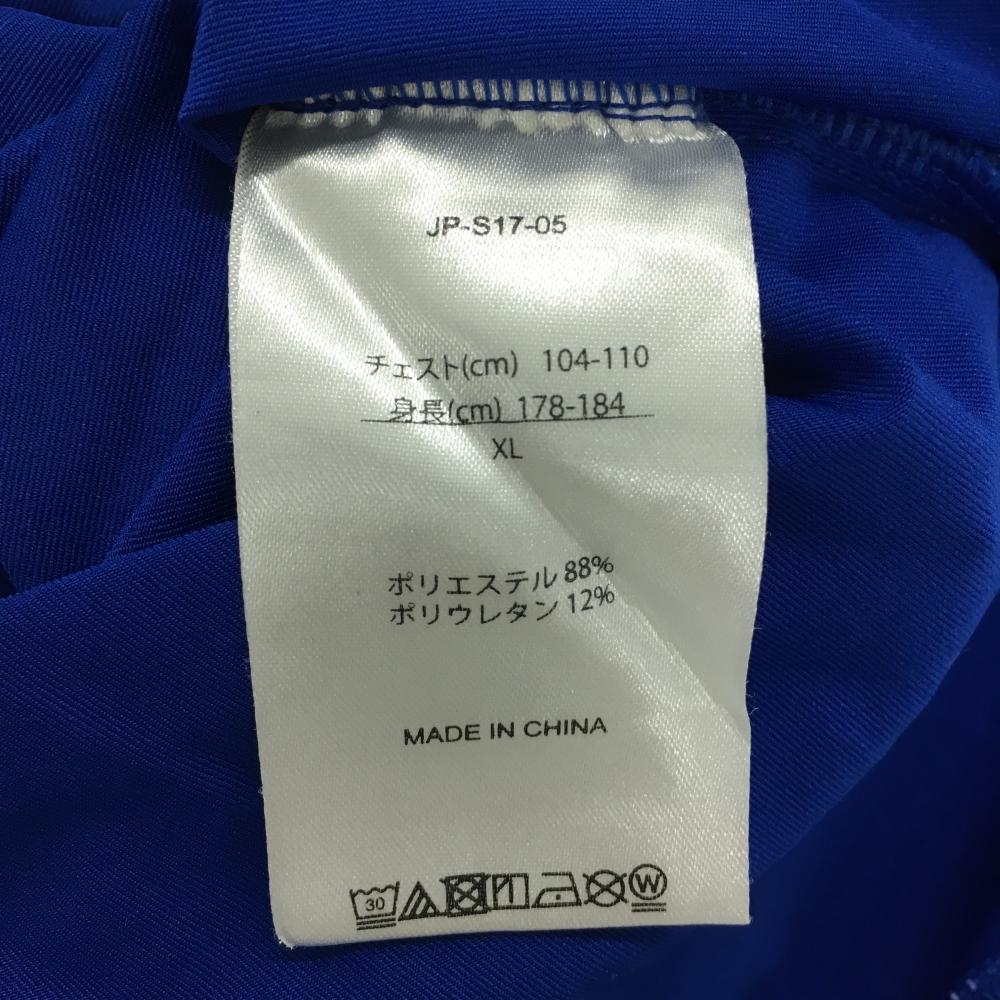 JP-S17-05
チェスト(cm) 104-110
身長(cm) 178-184
XL
ポリエステル 88%
ポリウレタン 12%
MADE IN CHINA
30 W